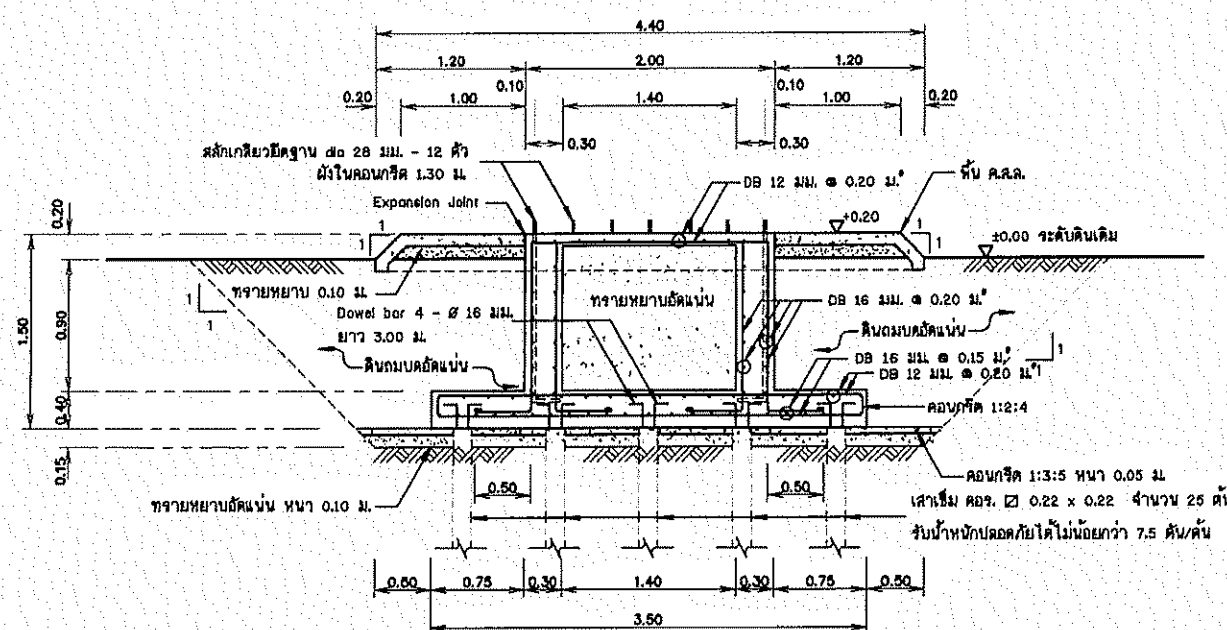 4.40
1.20 2.00 1.20
0.10 0.10
0.20 1.00 1.40 1.00 0.20
0.30 0.30
สลักเกลียวยึดฐาน dia 28 มม. - 12 ตัว
ฝังในคอนกรีต 1.30 ม.
Expansion Joint
DB 12 มม. @ 0.20 ม.#
พื้น ค.ส.ล.
+0.20
±0.00 ระดับดินเดิม
0.20
1
1
1
1
ทรายหยาบ 0.10 ม.
1
1
ทรายหยาบอัดแน่น
Dowel bar 4 - Ø 16 มม.
ยาว 3.00 ม.
DB 16 มม. @ 0.20 ม.#
ดินถมบดอัดแน่น
ดินถมบดอัดแน่น
DB 16 มม. @ 0.15 ม.#
DB 12 มม. @ 0.20 ม.#
1
1
คอนกรีต 1:2:4
1.50
0.90
0.40
0.15
คอนกรีต 1:3:5 หนา 0.05 ม.
ทรายหยาบอัดแน่น หนา 0.10 ม.
0.50 0.50
เสาเข็ม คอร. 0.22 x 0.22 จำนวน 25 ต้น
รับน้ำหนักปลอดภัยได้ไม่น้อยกว่า 7.5 ตัน/ต้น
0.50 0.75 0.30 1.40 0.30 0.75 0.50
3.50